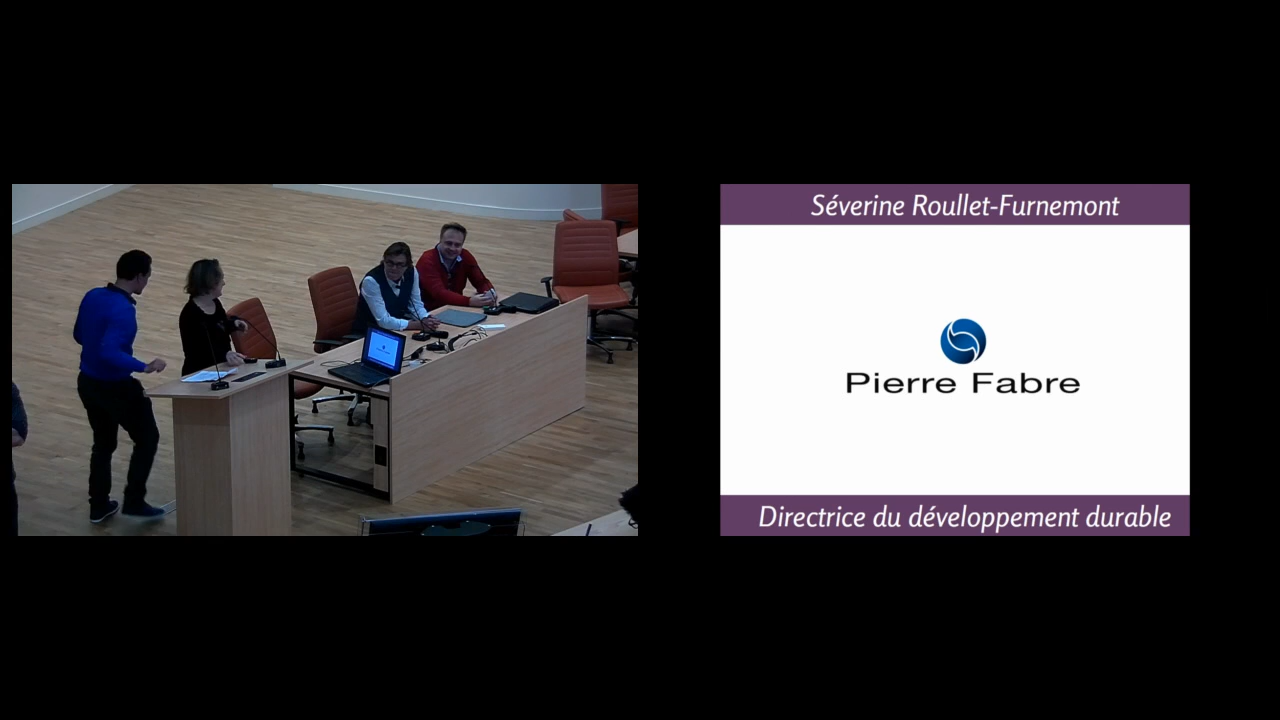 Séverine Roullet-Furnemont
Pierre Fabre
Directrice du développement durable